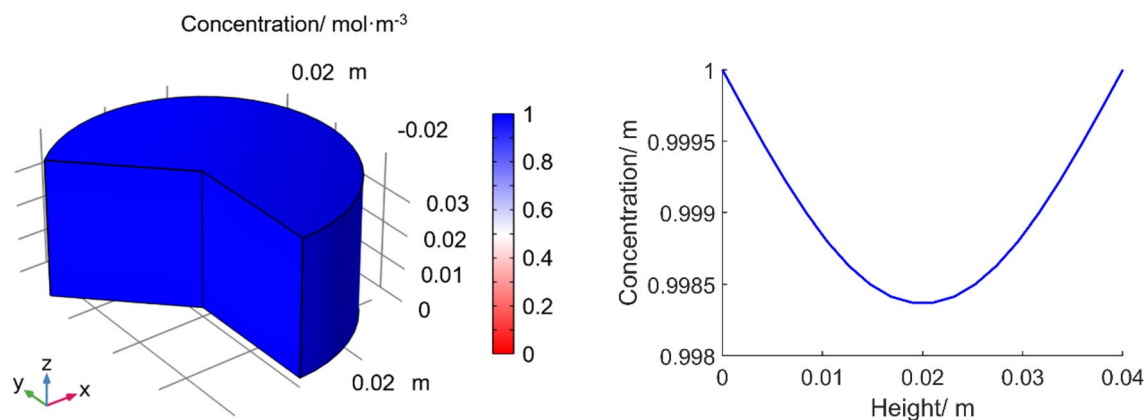 Concentration/ mol·m-3
0.02 m
-0.02
0.03
0.02
0.01
0
0.02 m
1
0.8
0.6
0.4
0.2
0
z
y
x
1
0.9995
0.999
0.9985
0.998
Concentration/ m
0 0.01 0.02 0.03 0.04
Height/ m